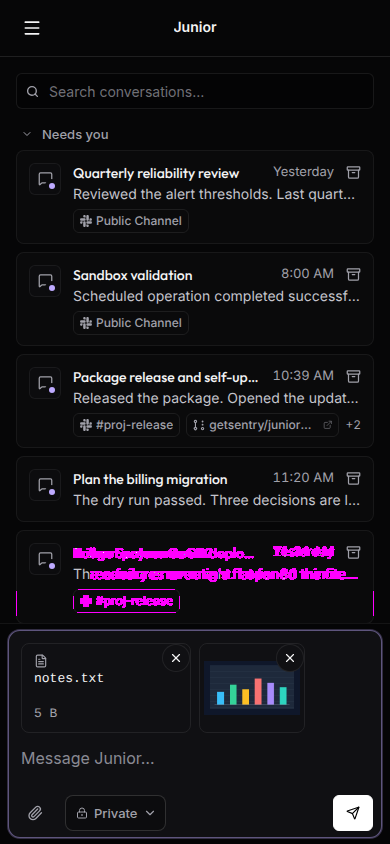 Junior
Search conversations...
Needs you
Quarterly reliability review Yesterday
Reviewed the alert thresholds. Last quart...
Public Channel
Sandbox validation 8:00 AM
Scheduled operation completed successf...
Public Channel
Package release and self-up... 10:39 AM
Released the package. Opened the updat...
#proj-release getsentry/junior... +2
Plan the billing migration 11:20 AM
The dry run passed. Three decisions are l...
#proj-release
notes.txt
5 B
Message Junior...
Private